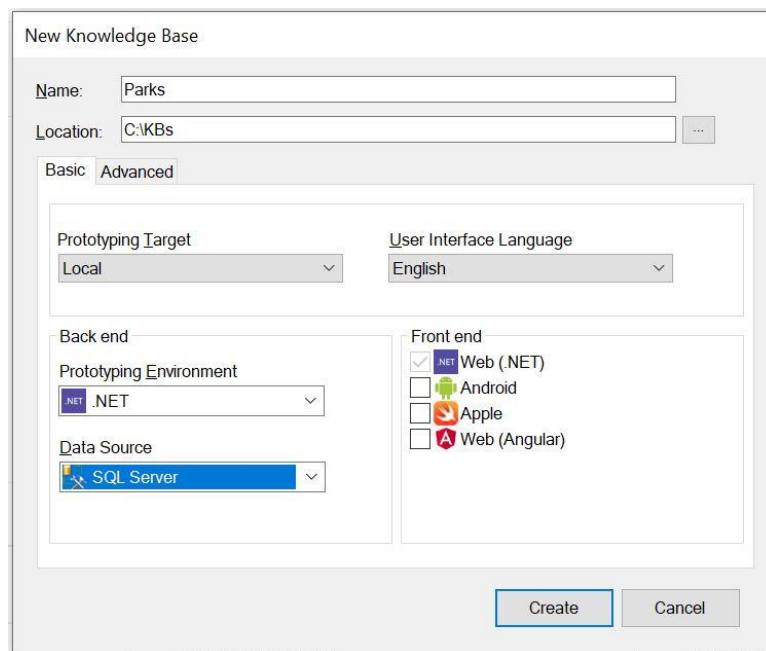 New Knowledge Base
Name: Parks
Location: C:\KBs ...
Basic Advanced
Prototyping Target User Interface Language
Local English
Back end Front end
.NET Web (.NET)
Prototyping Environment Android
.NET .NET Apple
Web (Angular)
Data Source
SQL Server
Create Cancel